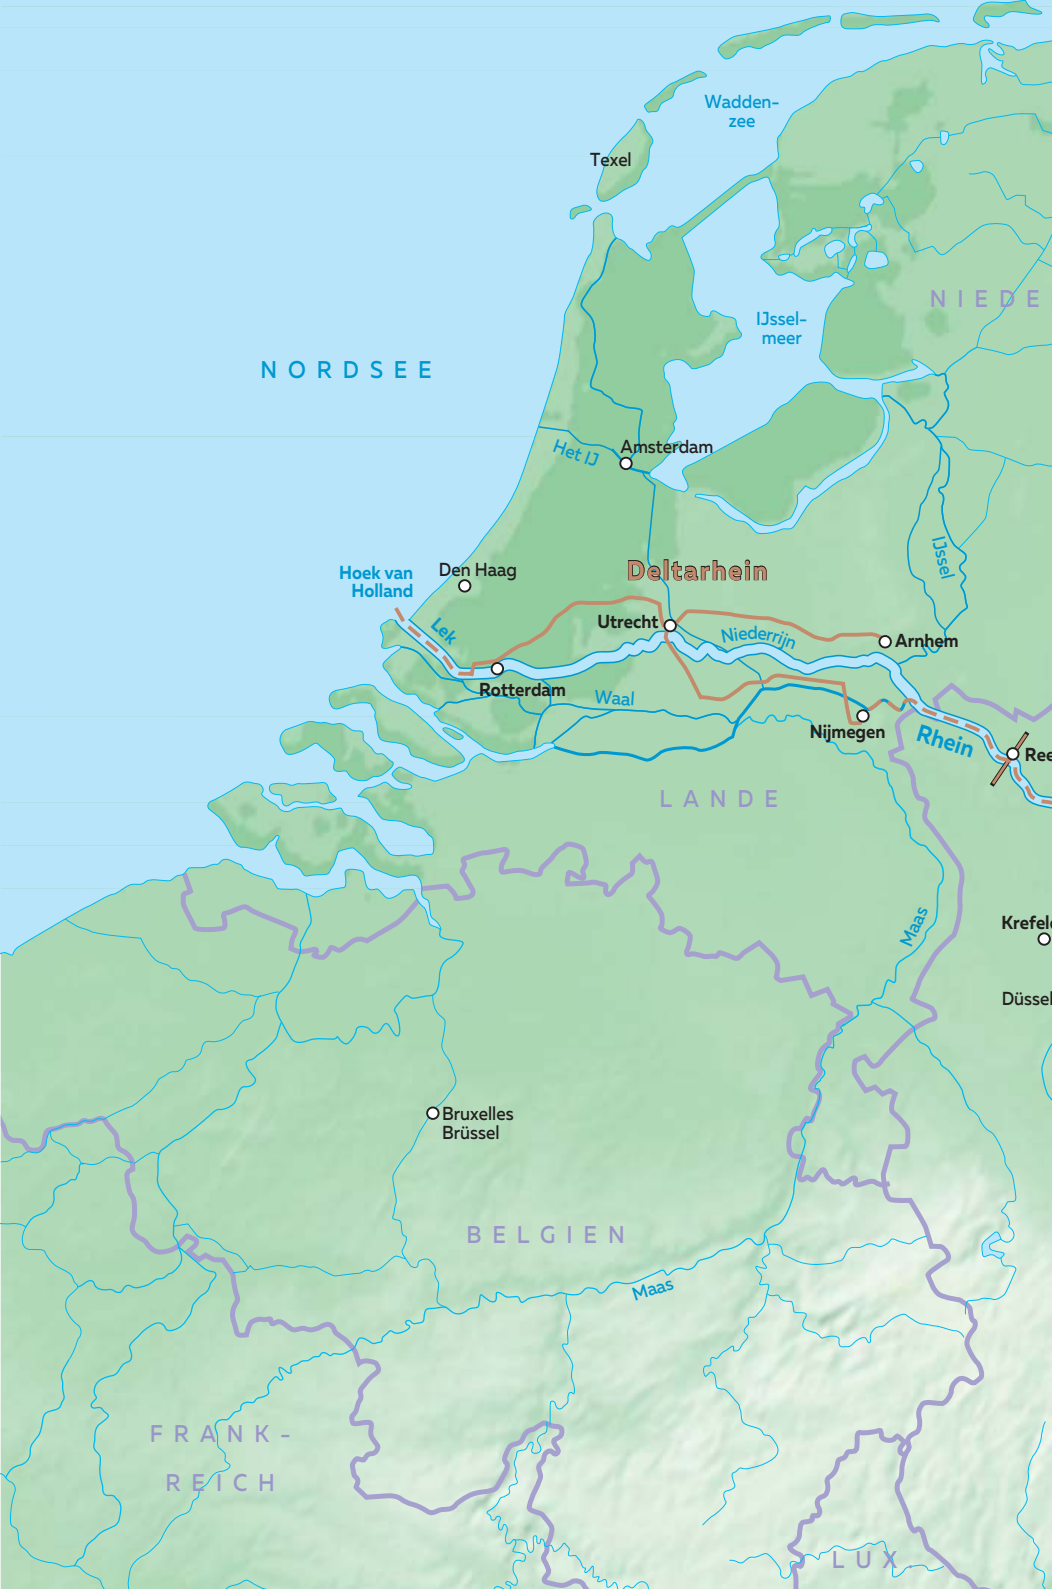 Wadden-
zee
Texel
NIEDE
IJssel-
meer
NORDSEE
Amsterdam
Het IJ
IJssel
Deltarhein
Hoek van
Holland
Den Haag
Lek
Utrecht
Niederrijn
Arnhem
Rotterdam
Waal
Nijmegen
Rhein
Ree
LANDE
Maas
Krefel
Düssel
Bruxelles
Brüssel
BELGIEN
Maas
FRANK-
REICH
LUX.